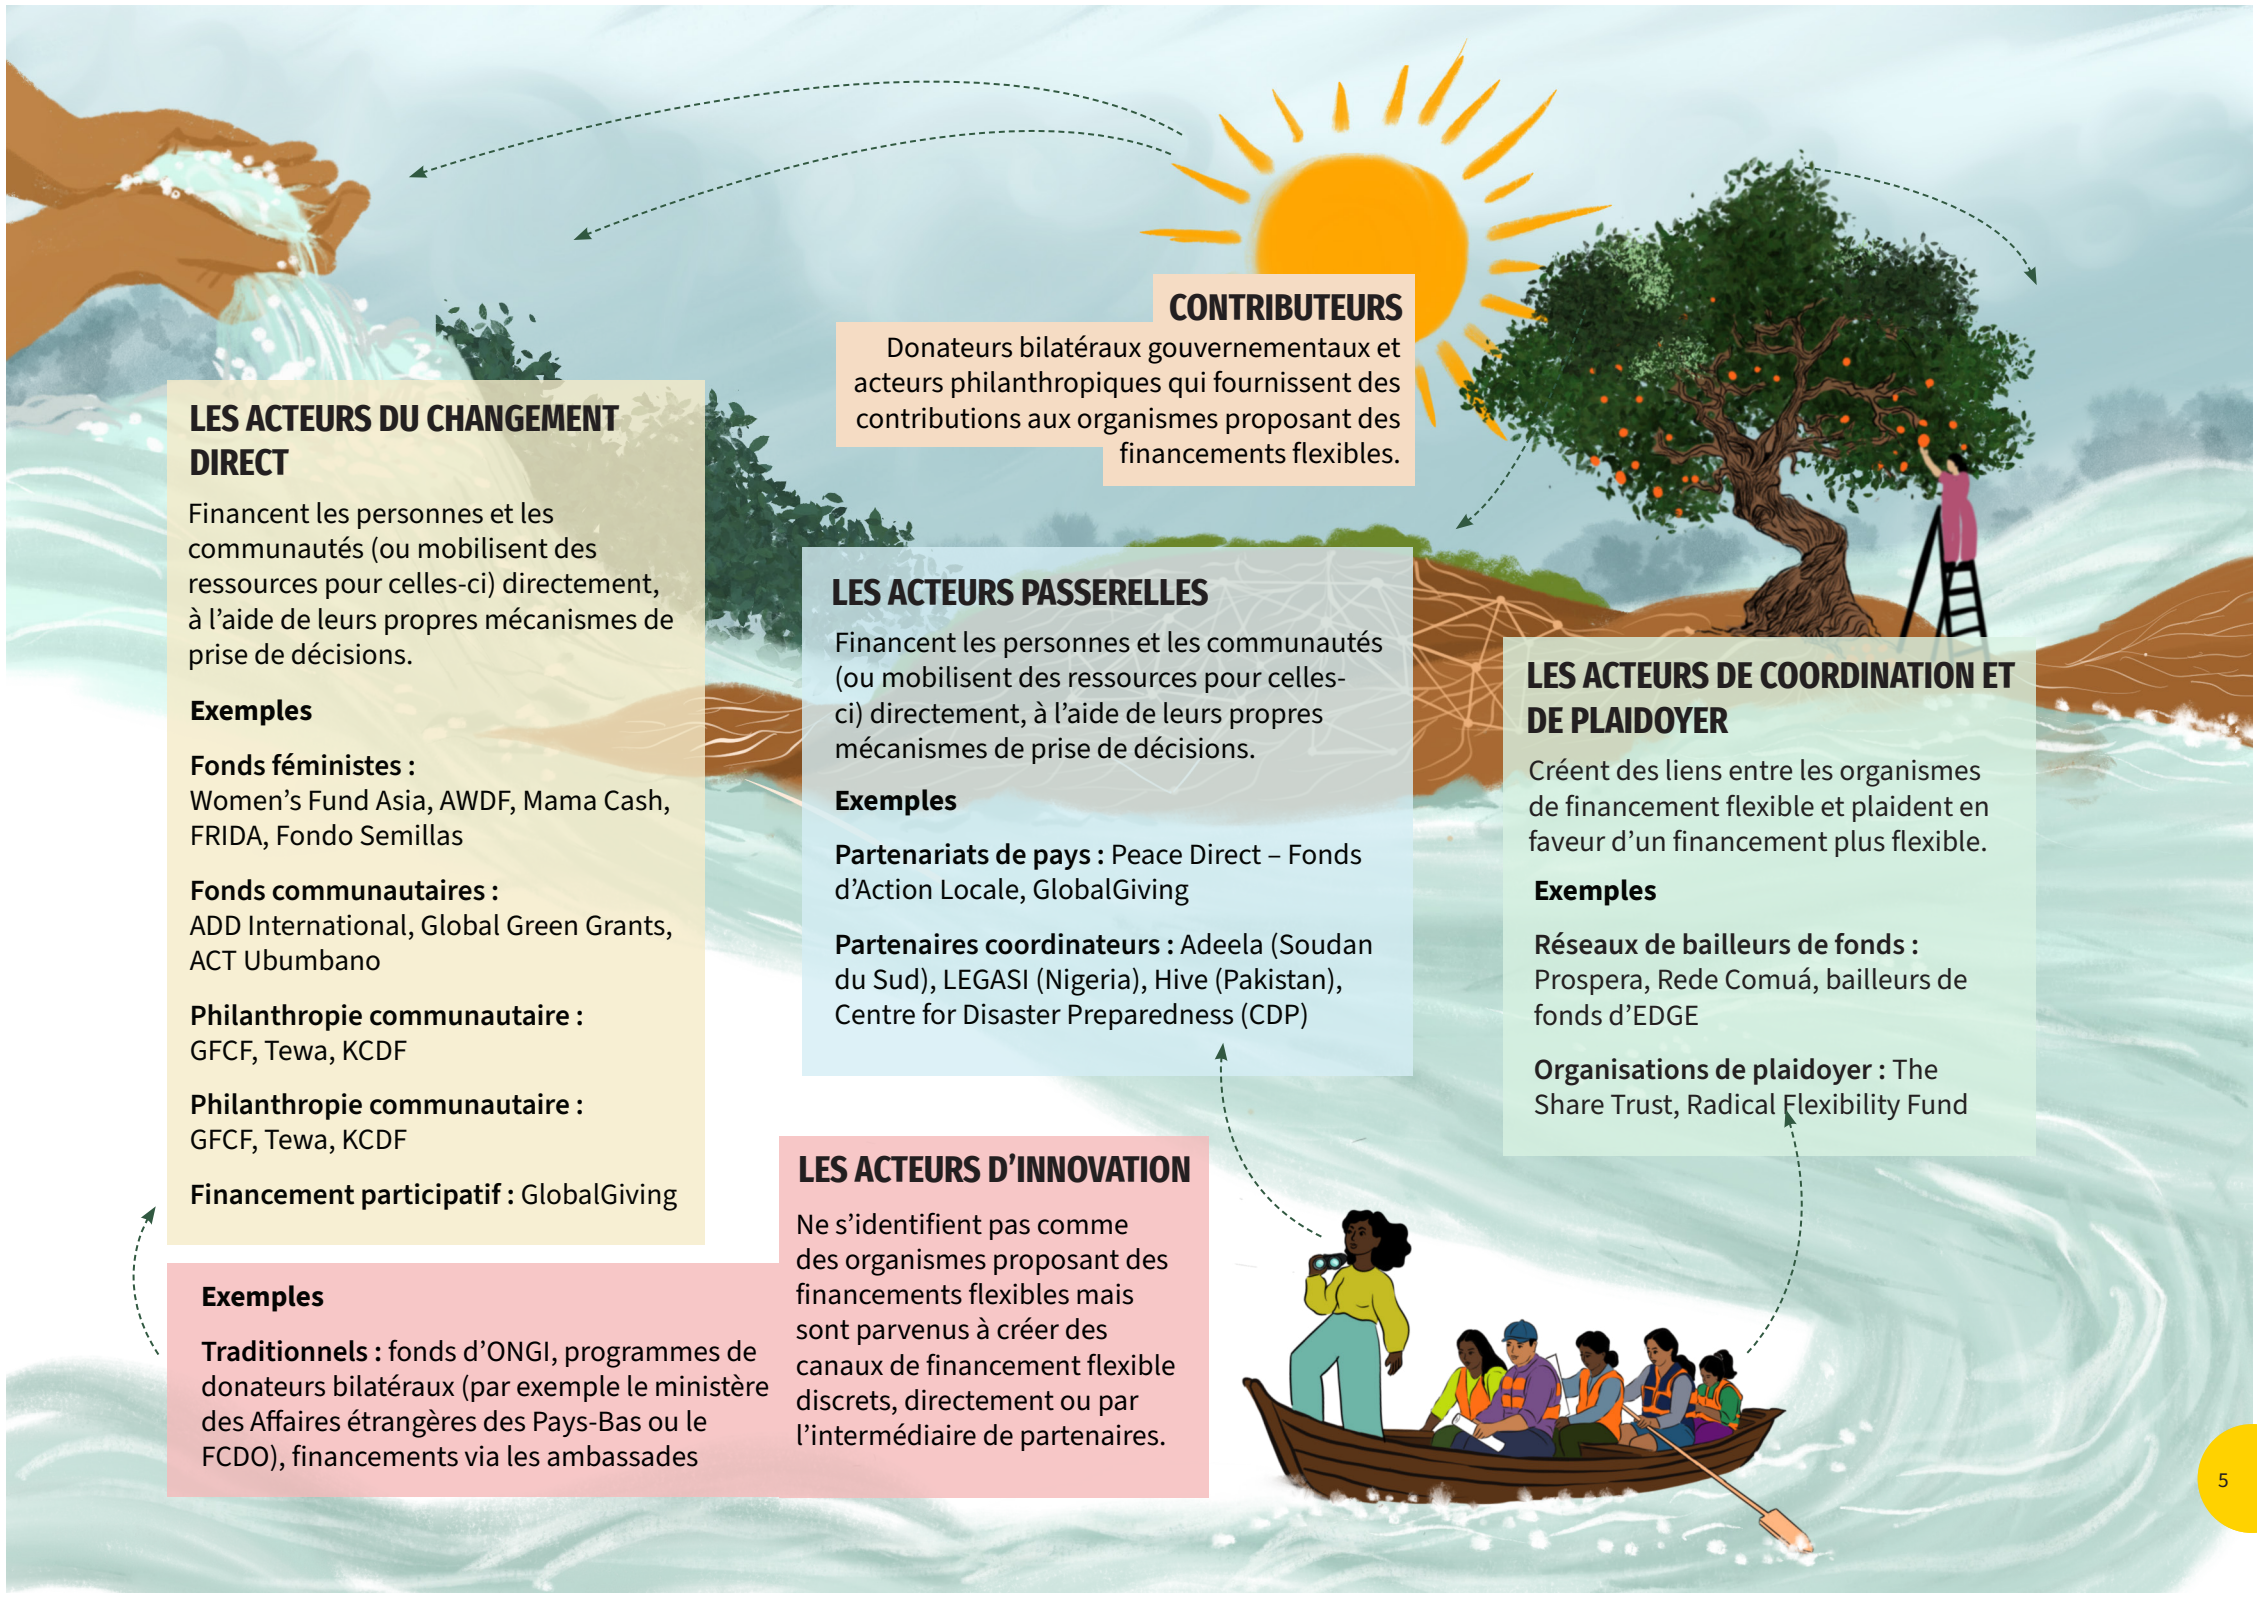 CONTRIBUTEURS
Donateurs bilatéraux gouvernementaux et
acteurs philanthropiques qui fournissent des
contributions aux organismes proposant des
financements flexibles.
LES ACTEURS DU CHANGEMENT
DIRECT
Financent les personnes et les
communautés (ou mobilisent des
ressources pour celles-ci) directement,
à l’aide de leurs propres mécanismes de
prise de décisions.
Exemples
Fonds féministes :
Women’s Fund Asia, AWDF, Mama Cash,
FRIDA, Fondo Semillas
Fonds communautaires :
ADD International, Global Green Grants,
ACT Ubumbano
Philanthropie communautaire :
GFCF, Tewa, KCDF
Philanthropie communautaire :
GFCF, Tewa, KCDF
Financement participatif : GlobalGiving
LES ACTEURS PASSERELLES
Financent les personnes et les communautés
(ou mobilisent des ressources pour celles-
ci) directement, à l’aide de leurs propres
mécanismes de prise de décisions.
Exemples
Partenariats de pays : Peace Direct – Fonds
d’Action Locale, GlobalGiving
Partenaires coordinateurs : Adeela (Soudan
du Sud), LEGASI (Nigeria), Hive (Pakistan),
Centre for Disaster Preparedness (CDP)
LES ACTEURS DE COORDINATION ET
DE PLAIDOYER
Créent des liens entre les organismes
de financement flexible et plaident en
faveur d’un financement plus flexible.
Exemples
Réseaux de bailleurs de fonds :
Prospera, Rede Comuá, bailleurs de
fonds d’EDGE
Organisations de plaidoyer : The
Share Trust, Radical Flexibility Fund
LES ACTEURS D’INNOVATION
Ne s’identifient pas comme
des organismes proposant des
financements flexibles mais
sont parvenus à créer des
canaux de financement flexible
discrets, directement ou par
l’intermédiaire de partenaires.
Exemples
Traditionnels : fonds d’ONGI, programmes de
donateurs bilatéraux (par exemple le ministère
des Affaires étrangères des Pays-Bas ou le
FCDO), financements via les ambassades
5